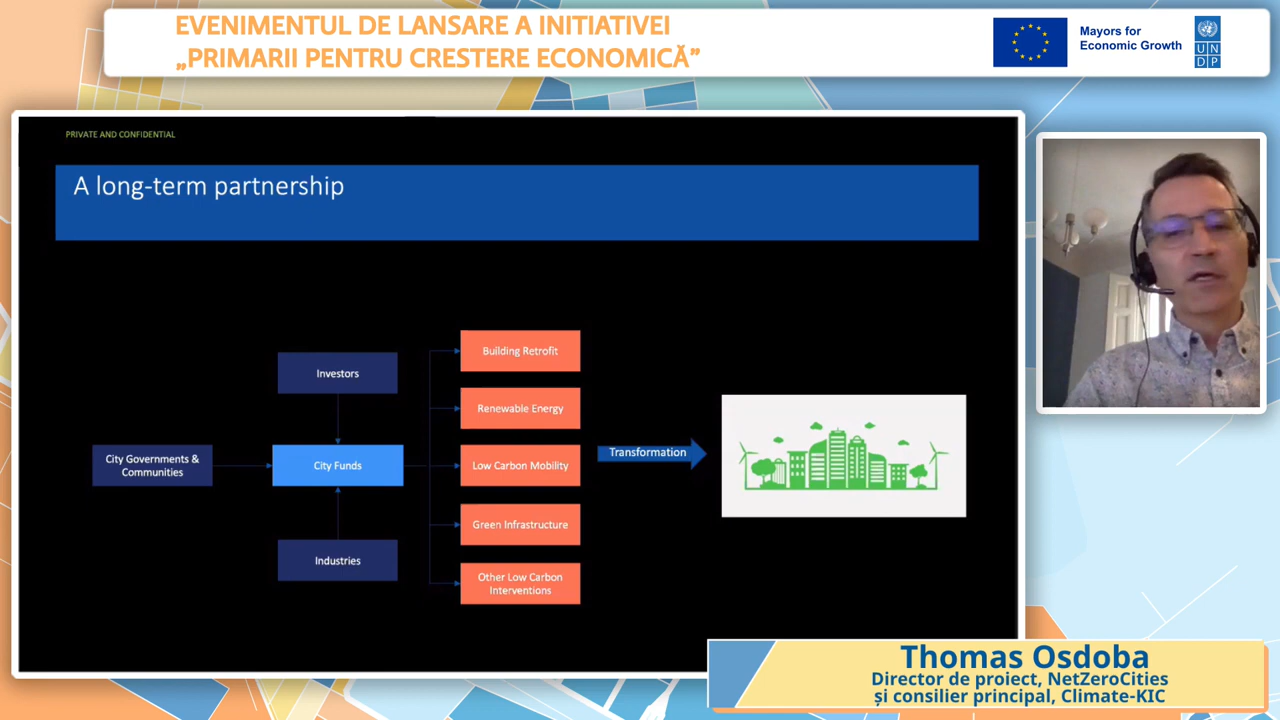 EVENIMENTUL DE LANSARE A INITIATIVEI
„PRIMARII PENTRU CRESTERE ECONOMICĂ”
Mayors for
Economic Growth
U N
D P
PRIVATE AND CONFIDENTIAL
A long-term partnership
Investors
City Governments &
Communities
City Funds
Industries
Building Retrofit
Renewable Energy
Low Carbon Mobility
Green Infrastructure
Other Low Carbon
Interventions
Transformation
Thomas Osdoba
Director de proiect, NetZeroCities
și consilier principal, Climate-KIC